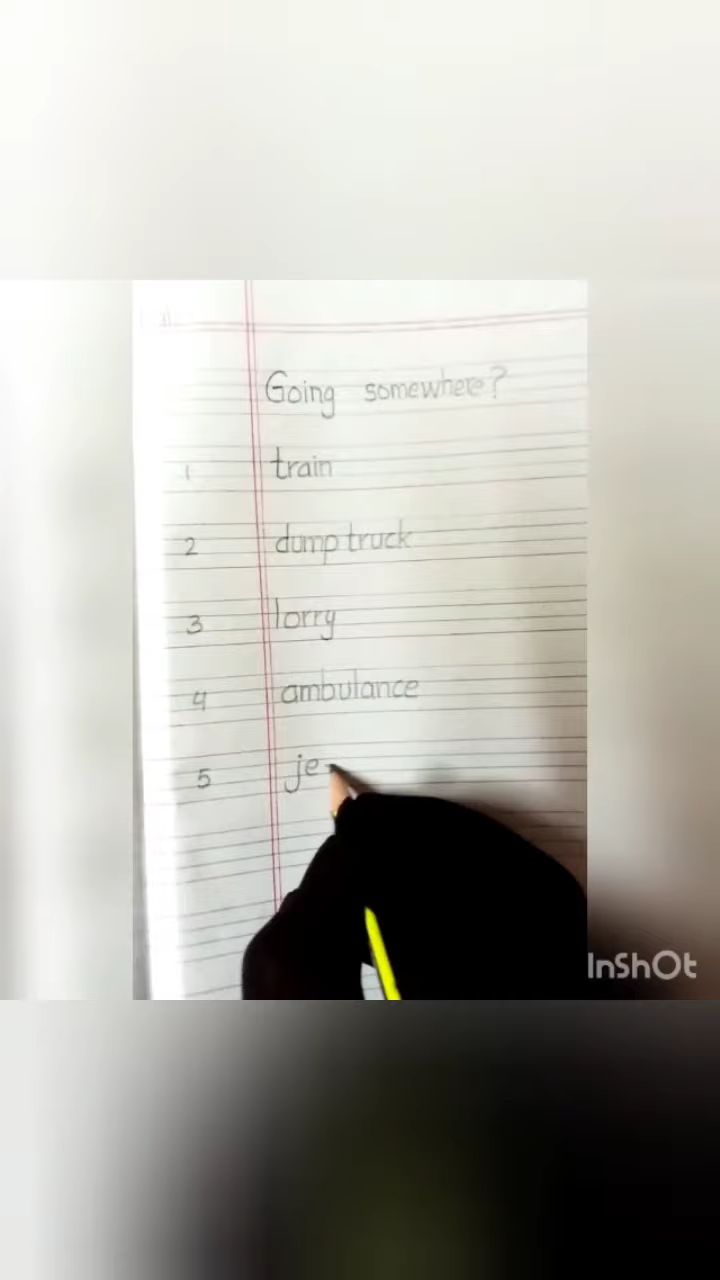 Going somewhere?
1 train
2 dump truck
3 lorry
4 ambulance
5 je
InShOt